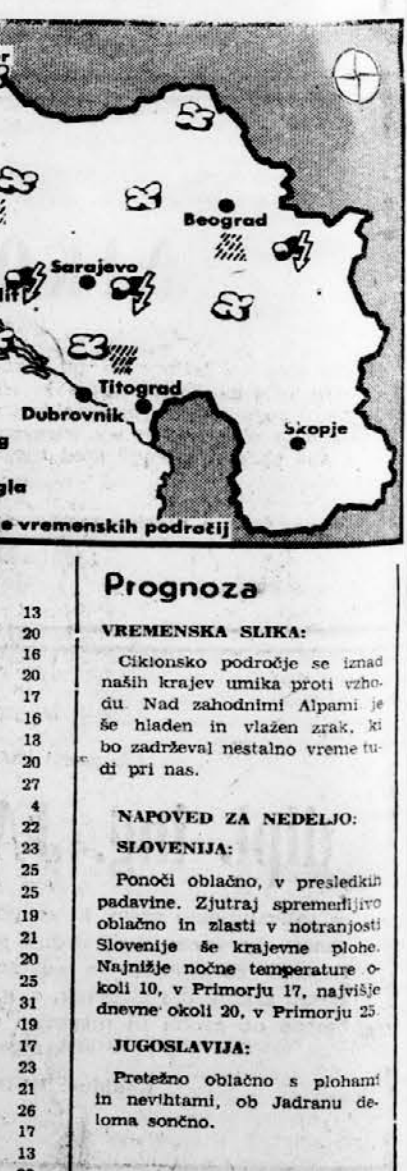 Beograd
Sarajevo
Titograd
Dubrovnik
Skopje
vremenskih področij
13
20
16
20
17
16
13
20
27
4
22
23
25
25
19
21
20
25
31
19
17
23
21
26
17
13
Prognoza
VREMENSKA SLIKA:
Ciklonsko področje se iznad
naših krajev umika proti vzho-
du. Nad zahodnimi Alpami je
še hladen in vlažen zrak, ki
bo zadrževal nestalno vreme tu-
di pri nas.
NAPOVED ZA NEDELJO:
SLOVENIJA:
Ponoči oblačno, v presledkih
padavine. Zjutraj spremenljivo
oblačno in zlasti v notranjosti
Slovenije še krajevne plohe.
Najnižje nočne temperature o-
koli 10, v Primorju 17, najvišje
dnevne okoli 20, v Primorju 25.
JUGOSLAVIJA:
Pretežno oblačno s plohami
in nevihtami, ob Jadranu de-
loma sončno.